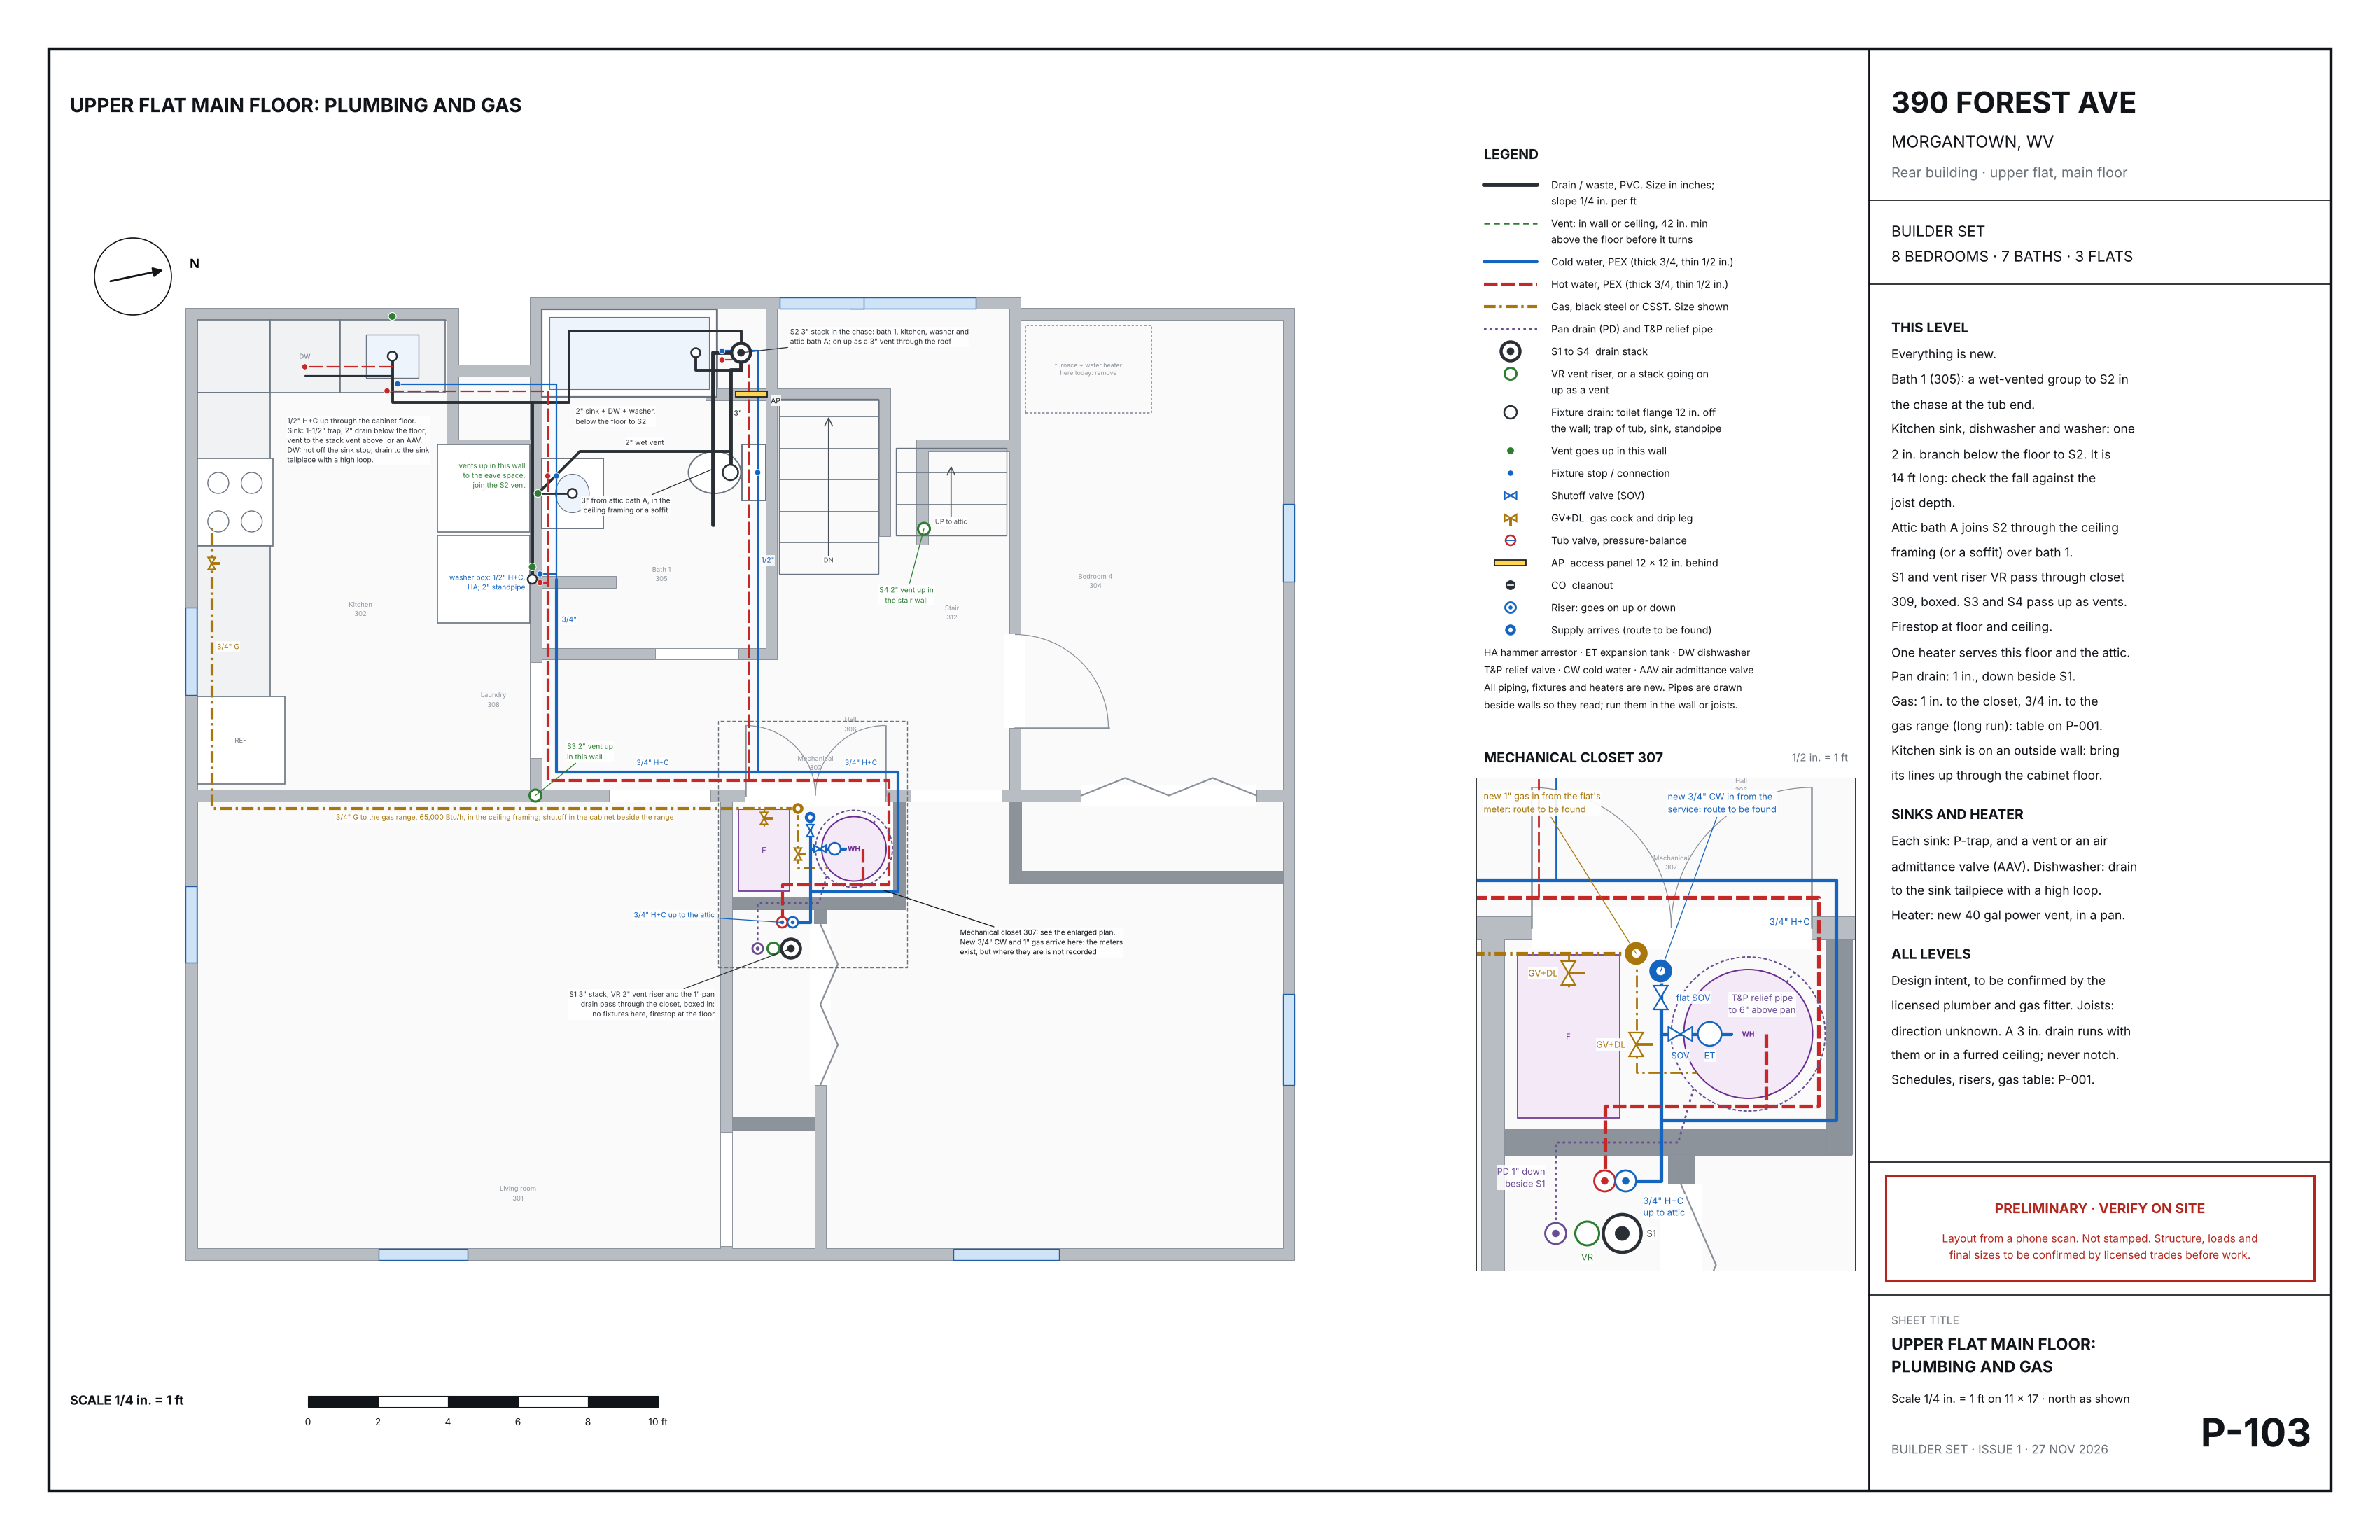 UPPER FLAT MAIN FLOOR: PLUMBING AND GAS
N
DW
S2 3" stack in the chase: bath 1, kitchen, washer and
attic bath A; on up as a 3" vent through the roof
furnace + water heater
here today: remove
AP
3"
2" sink + DW + washer,
below the floor to S2
2" wet vent
1/2" H+C up through the cabinet floor.
Sink: 1-1/2" trap, 2" drain below the floor;
vent to the stack vent above, or an AAV.
DW: hot off the sink stop; drain to the sink
tailpiece with a high loop.
vents up in this wall
to the eave space,
join the S2 vent
3" from attic bath A, in the
ceiling framing or a soffit
UP to attic
DN
1/2"
Bath 1
305
washer box: 1/2" H+C,
HA; 2" standpipe
Bedroom 4
304
S4 2" vent up in
the stair wall
Kitchen
302
Stair
312
3/4"
3/4" G
Laundry
308
REF
Hall
306
S3 2" vent up
in this wall
3/4" H+C
Mechanical
307
3/4" H+C
3/4" G to the gas range, 65,000 Btu/h, in the ceiling framing; shutoff in the cabinet beside the range
F
WH
3/4" H+C up to the attic
Mechanical closet 307: see the enlarged plan.
New 3/4" CW and 1" gas arrive here: the meters
exist, but where they are is not recorded
S1 3" stack, VR 2" vent riser and the 1" pan
drain pass through the closet, boxed in:
no fixtures here, firestop at the floor
Living room
301
SCALE 1/4 in. = 1 ft
0 2 4 6 8 10 ft
LEGEND
Drain / waste, PVC. Size in inches;
slope 1/4 in. per ft
Vent: in wall or ceiling, 42 in. min
above the floor before it turns
Cold water, PEX (thick 3/4, thin 1/2 in.)
Hot water, PEX (thick 3/4, thin 1/2 in.)
Gas, black steel or CSST. Size shown
Pan drain (PD) and T&P relief pipe
S1 to S4 drain stack
VR vent riser, or a stack going on
up as a vent
Fixture drain: toilet flange 12 in. off
the wall; trap of tub, sink, standpipe
Vent goes up in this wall
Fixture stop / connection
Shutoff valve (SOV)
GV+DL gas cock and drip leg
Tub valve, pressure-balance
AP access panel 12 × 12 in. behind
CO cleanout
Riser: goes on up or down
Supply arrives (route to be found)
HA hammer arrestor · ET expansion tank · DW dishwasher
T&P relief valve · CW cold water · AAV air admittance valve
All piping, fixtures and heaters are new. Pipes are drawn
beside walls so they read; run them in the wall or joists.
MECHANICAL CLOSET 307
1/2 in. = 1 ft
Hall
new 1" gas in from the flat's
meter: route to be found
new 3/4" CW in from the
service: route to be found
Mechanical
307
3/4" H+C
GV+DL
flat SOV
T&P relief pipe
to 6" above pan
F
GV+DL
WH
SOV
ET
PD 1" down
beside S1
3/4" H+C
up to attic
S1
VR
390 FOREST AVE
MORGANTOWN, WV
Rear building · upper flat, main floor
BUILDER SET
8 BEDROOMS · 7 BATHS · 3 FLATS
THIS LEVEL
Everything is new.
Bath 1 (305): a wet-vented group to S2 in
the chase at the tub end.
Kitchen sink, dishwasher and washer: one
2 in. branch below the floor to S2. It is
14 ft long: check the fall against the
joist depth.
Attic bath A joins S2 through the ceiling
framing (or a soffit) over bath 1.
S1 and vent riser VR pass through closet
309, boxed. S3 and S4 pass up as vents.
Firestop at floor and ceiling.
One heater serves this floor and the attic.
Pan drain: 1 in., down beside S1.
Gas: 1 in. to the closet, 3/4 in. to the
gas range (long run): table on P-001.
Kitchen sink is on an outside wall: bring
its lines up through the cabinet floor.
SINKS AND HEATER
Each sink: P-trap, and a vent or an air
admittance valve (AAV). Dishwasher: drain
to the sink tailpiece with a high loop.
Heater: new 40 gal power vent, in a pan.
ALL LEVELS
Design intent, to be confirmed by the
licensed plumber and gas fitter. Joists:
direction unknown. A 3 in. drain runs with
them or in a furred ceiling; never notch.
Schedules, risers, gas table: P-001.
PRELIMINARY · VERIFY ON SITE
Layout from a phone scan. Not stamped. Structure, loads and
final sizes to be confirmed by licensed trades before work.
SHEET TITLE
UPPER FLAT MAIN FLOOR:
PLUMBING AND GAS
Scale 1/4 in. = 1 ft on 11 × 17 · north as shown
BUILDER SET · ISSUE 1 · 27 NOV 2026
P-103